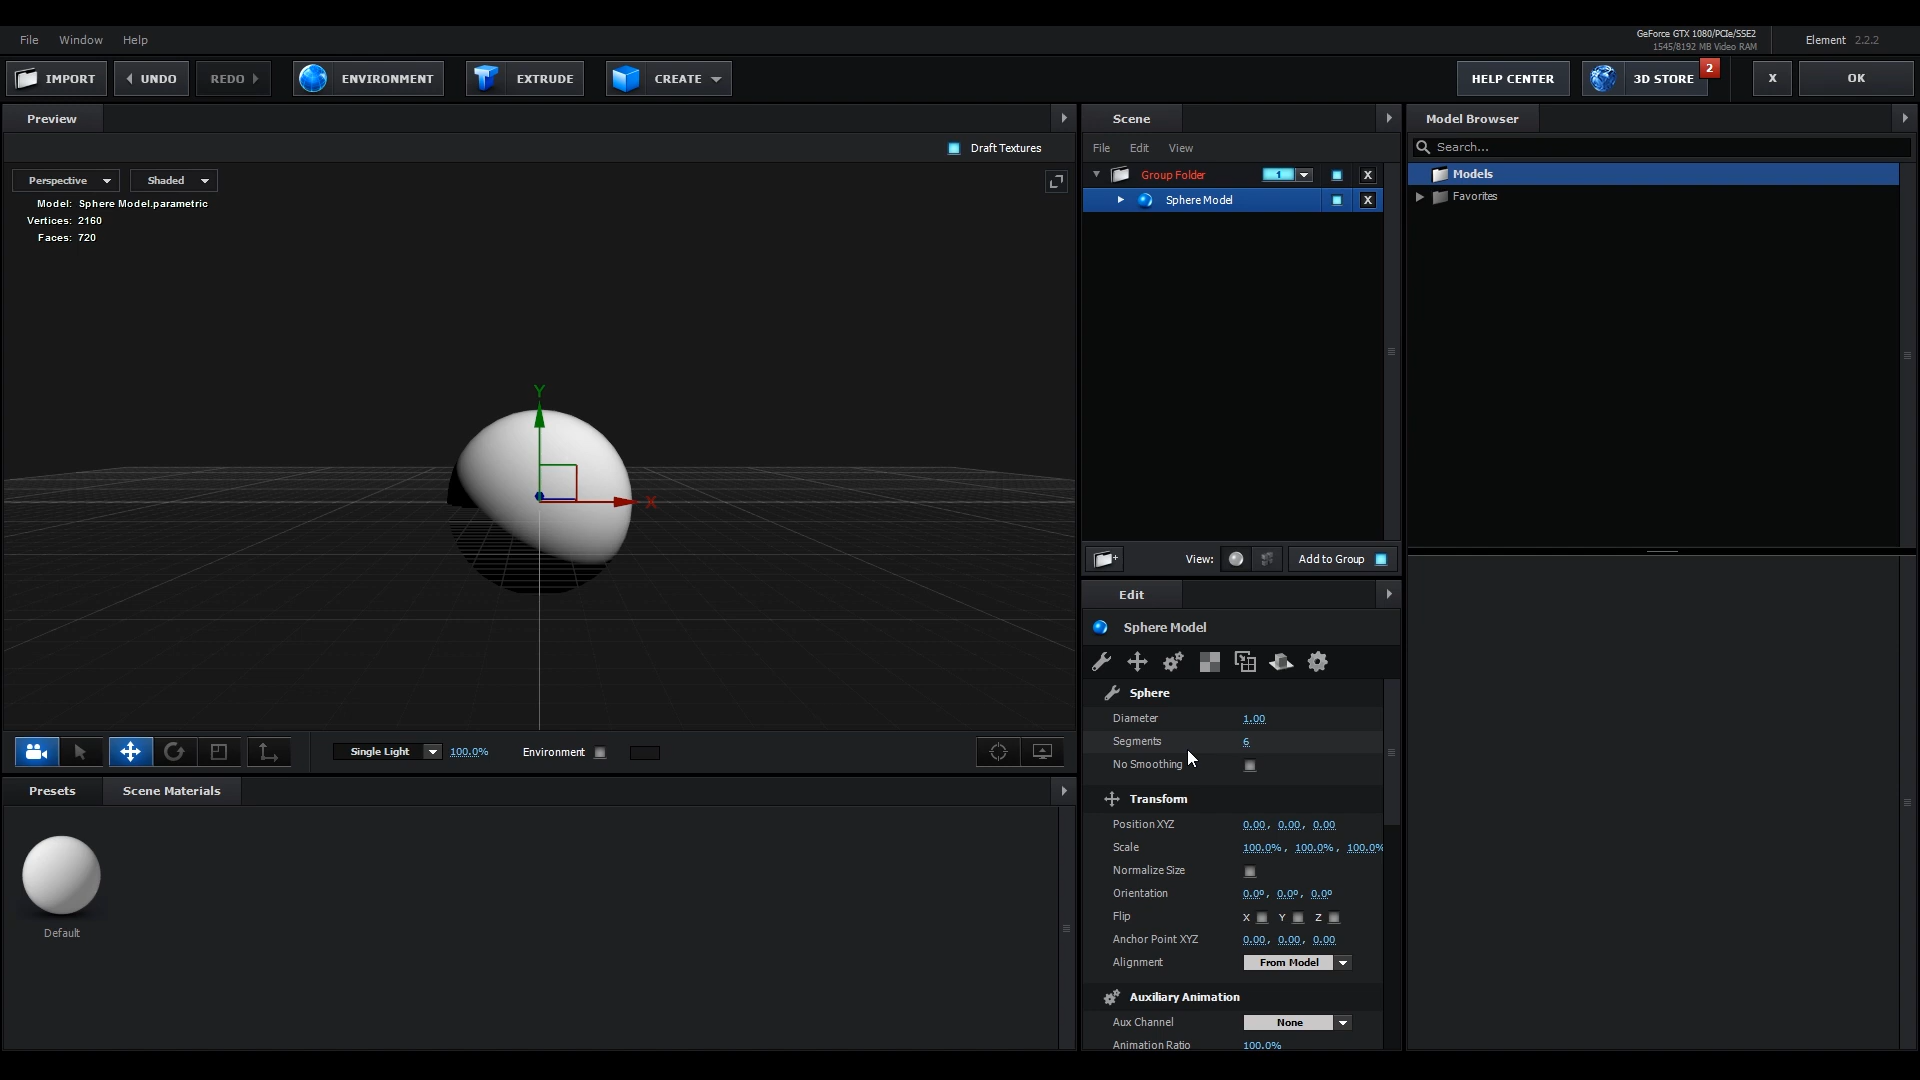 File Window Help
GeForce GTX 1080/PCIe/SSE2
1545/8192 MB Video RAM
Element 2.2.2
IMPORT UNDO REDO ENVIRONMENT EXTRUDE CREATE HELP CENTER 3D STORE 2 X OK
Preview
Draft Textures
Perspective Shaded
Model: Sphere Model.parametric
Vertices: 2160
Faces: 720
Y
X
Single Light 100.0% Environment
Presets Scene Materials
Default
Scene
File Edit View
Group Folder 1 X
Sphere Model X
View: Add to Group
Edit
Sphere Model
Sphere
Diameter 1.00
Segments 6
No Smoothing
Transform
Position XYZ 0.00, 0.00, 0.00
Scale 100.0%, 100.0%, 100.0%
Normalize Size
Orientation 0.0º, 0.0º, 0.0º
Flip X Y Z
Anchor Point XYZ 0.00, 0.00, 0.00
Alignment From Model
Auxiliary Animation
Aux Channel None
Animation Ratio 100.0%
Model Browser
Search...
Models
Favorites